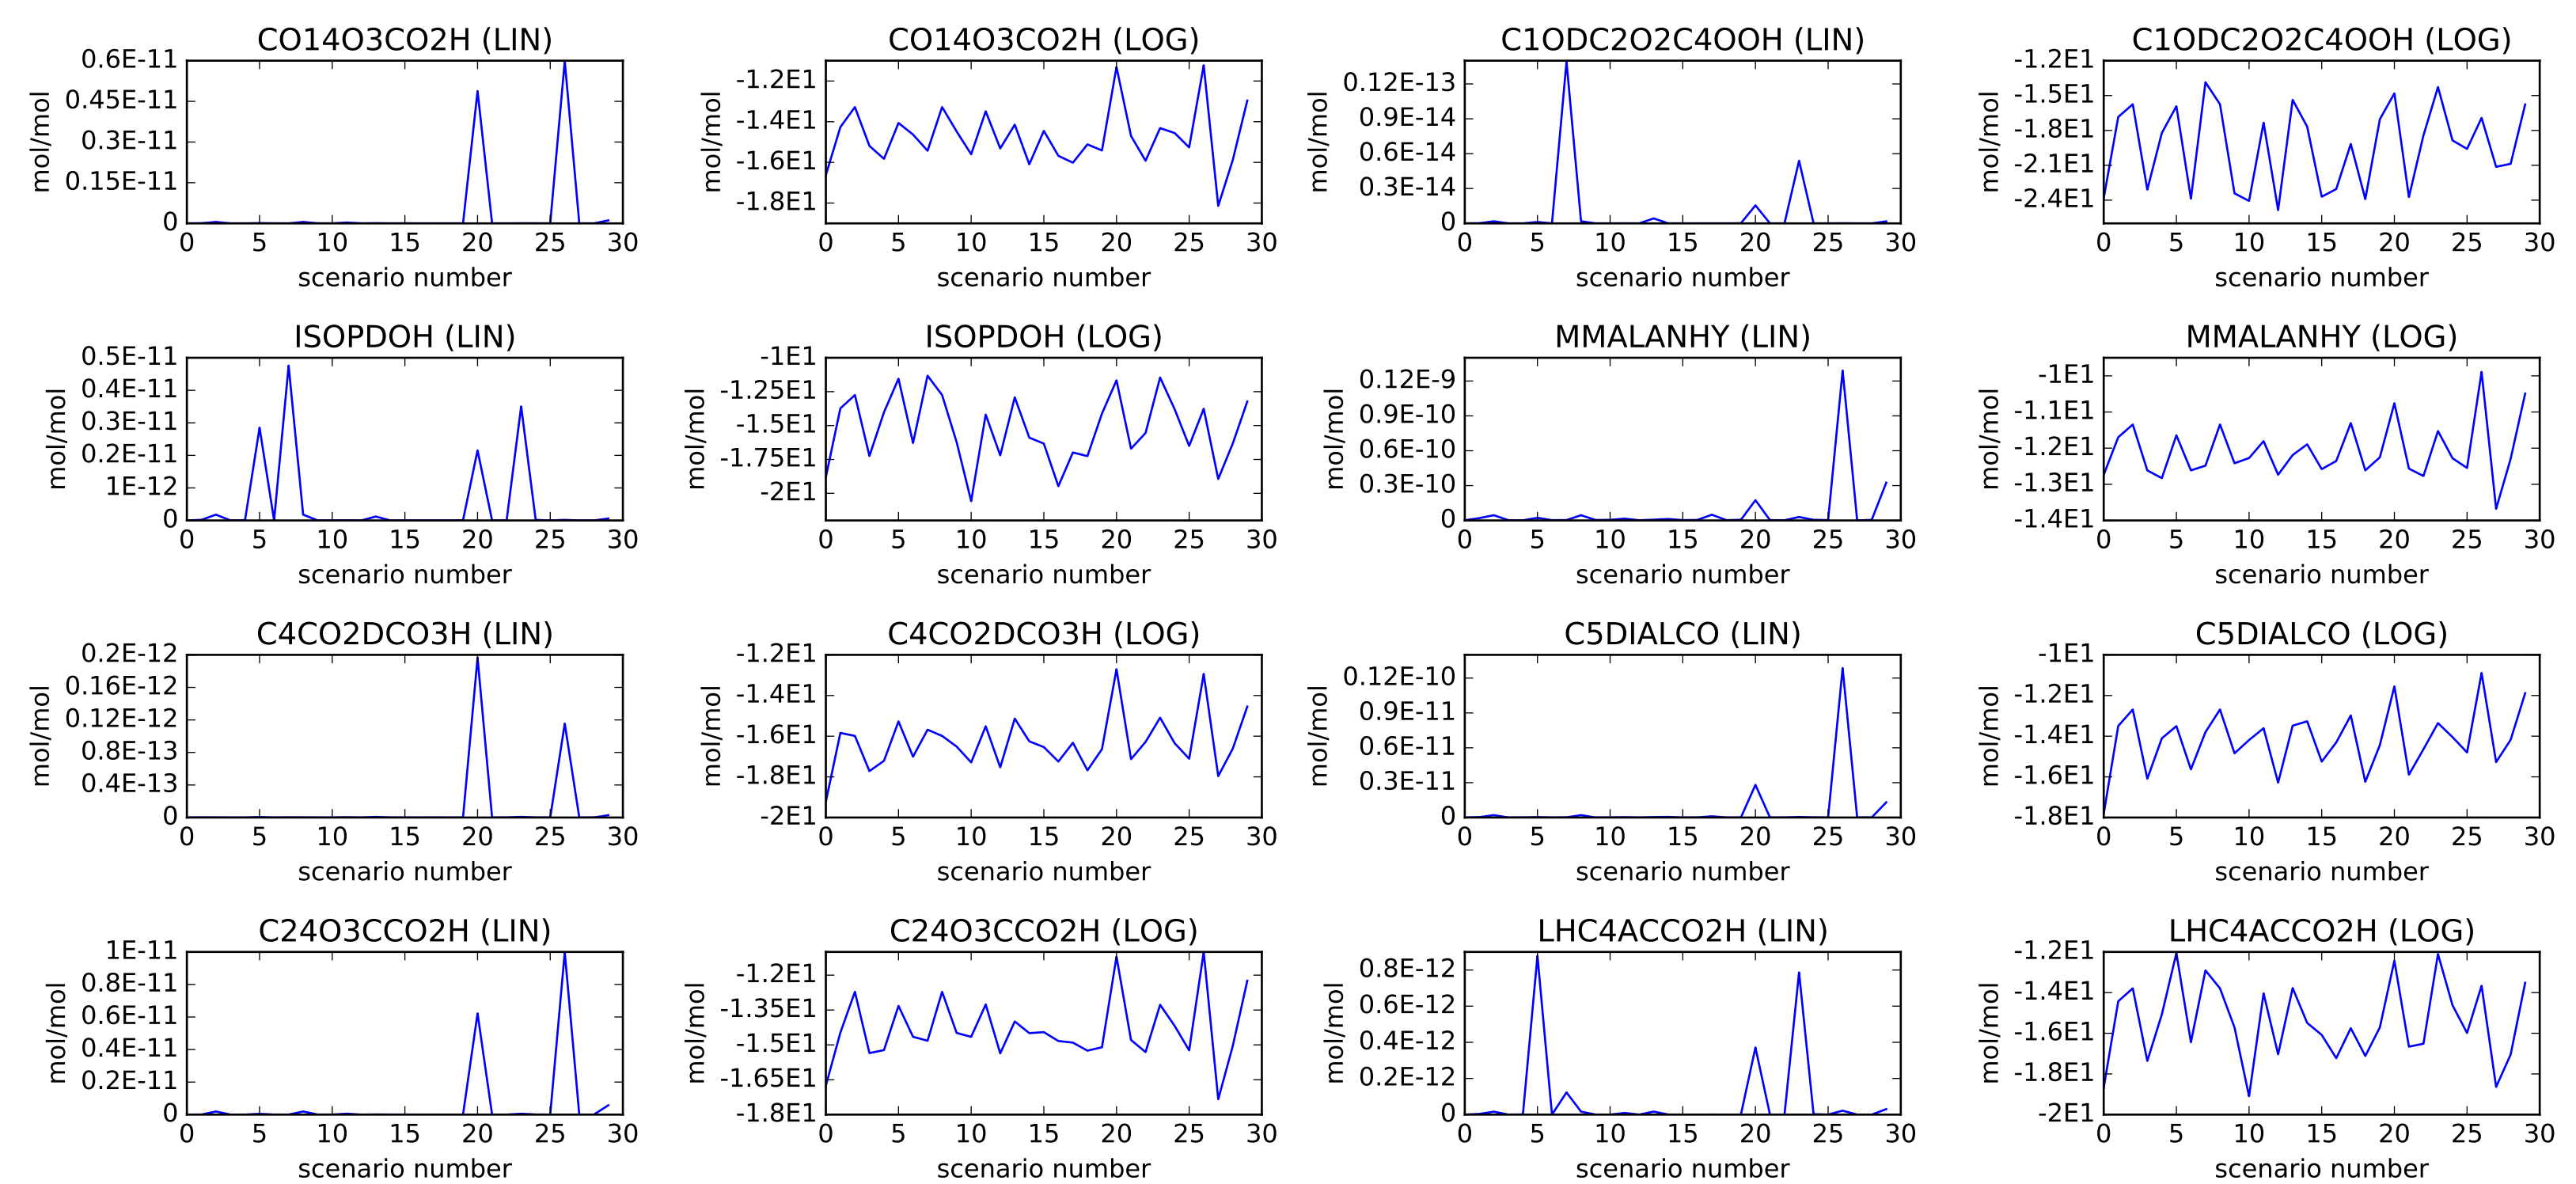 CO14O3CO2H (LIN)
mol/mol
0.6E-11
0.45E-11
0.3E-11
0.15E-11
0
0 5 10 15 20 25 30
scenario number
CO14O3CO2H (LOG)
mol/mol
-1.2E1
-1.4E1
-1.6E1
-1.8E1
0 5 10 15 20 25 30
scenario number
C1ODC2O2C4OOH (LIN)
mol/mol
0.12E-13
0.9E-14
0.6E-14
0.3E-14
0
0 5 10 15 20 25 30
scenario number
C1ODC2O2C4OOH (LOG)
mol/mol
-1.2E1
-1.5E1
-1.8E1
-2.1E1
-2.4E1
0 5 10 15 20 25 30
scenario number
ISOPDOH (LIN)
mol/mol
0.5E-11
0.4E-11
0.3E-11
0.2E-11
1E-12
0
0 5 10 15 20 25 30
scenario number
ISOPDOH (LOG)
mol/mol
-1E1
-1.25E1
-1.5E1
-1.75E1
-2E1
0 5 10 15 20 25 30
scenario number
MMALANHY (LIN)
mol/mol
0.12E-9
0.9E-10
0.6E-10
0.3E-10
0
0 5 10 15 20 25 30
scenario number
MMALANHY (LOG)
mol/mol
-1E1
-1.1E1
-1.2E1
-1.3E1
-1.4E1
0 5 10 15 20 25 30
scenario number
C4CO2DCO3H (LIN)
mol/mol
0.2E-12
0.16E-12
0.12E-12
0.8E-13
0.4E-13
0
0 5 10 15 20 25 30
scenario number
C4CO2DCO3H (LOG)
mol/mol
-1.2E1
-1.4E1
-1.6E1
-1.8E1
-2E1
0 5 10 15 20 25 30
scenario number
C5DIALCO (LIN)
mol/mol
0.12E-10
0.9E-11
0.6E-11
0.3E-11
0
0 5 10 15 20 25 30
scenario number
C5DIALCO (LOG)
mol/mol
-1E1
-1.2E1
-1.4E1
-1.6E1
-1.8E1
0 5 10 15 20 25 30
scenario number
C24O3CCO2H (LIN)
mol/mol
1E-11
0.8E-11
0.6E-11
0.4E-11
0.2E-11
0
0 5 10 15 20 25 30
scenario number
C24O3CCO2H (LOG)
mol/mol
-1.2E1
-1.35E1
-1.5E1
-1.65E1
-1.8E1
0 5 10 15 20 25 30
scenario number
LHC4ACCO2H (LIN)
mol/mol
0.8E-12
0.6E-12
0.4E-12
0.2E-12
0
0 5 10 15 20 25 30
scenario number
LHC4ACCO2H (LOG)
mol/mol
-1.2E1
-1.4E1
-1.6E1
-1.8E1
-2E1
0 5 10 15 20 25 30
scenario number